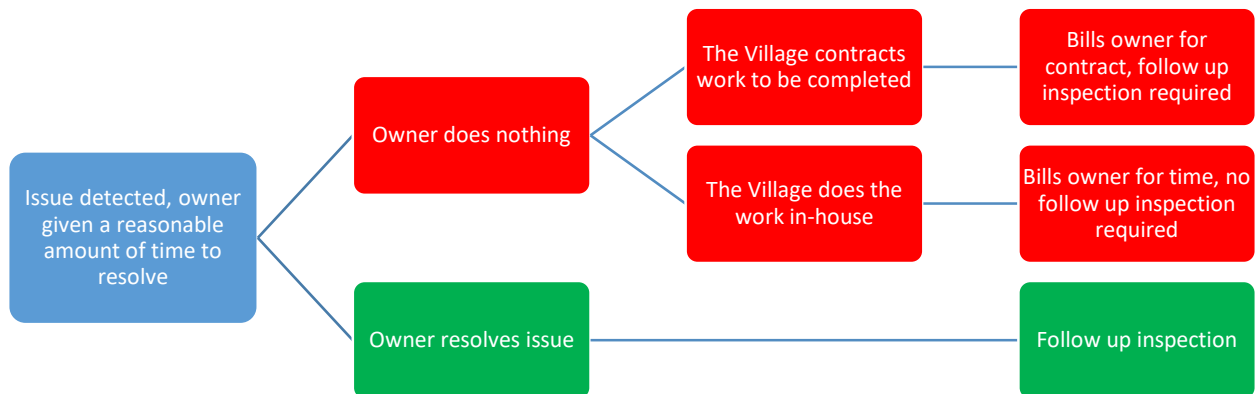 Issue detected, owner
given a reasonable
amount of time to
resolve
Owner does nothing
The Village contracts
work to be completed
Bills owner for
contract, follow up
inspection required
The Village does the
work in-house
Bills owner for time, no
follow up inspection
required
Owner resolves issue
Follow up inspection